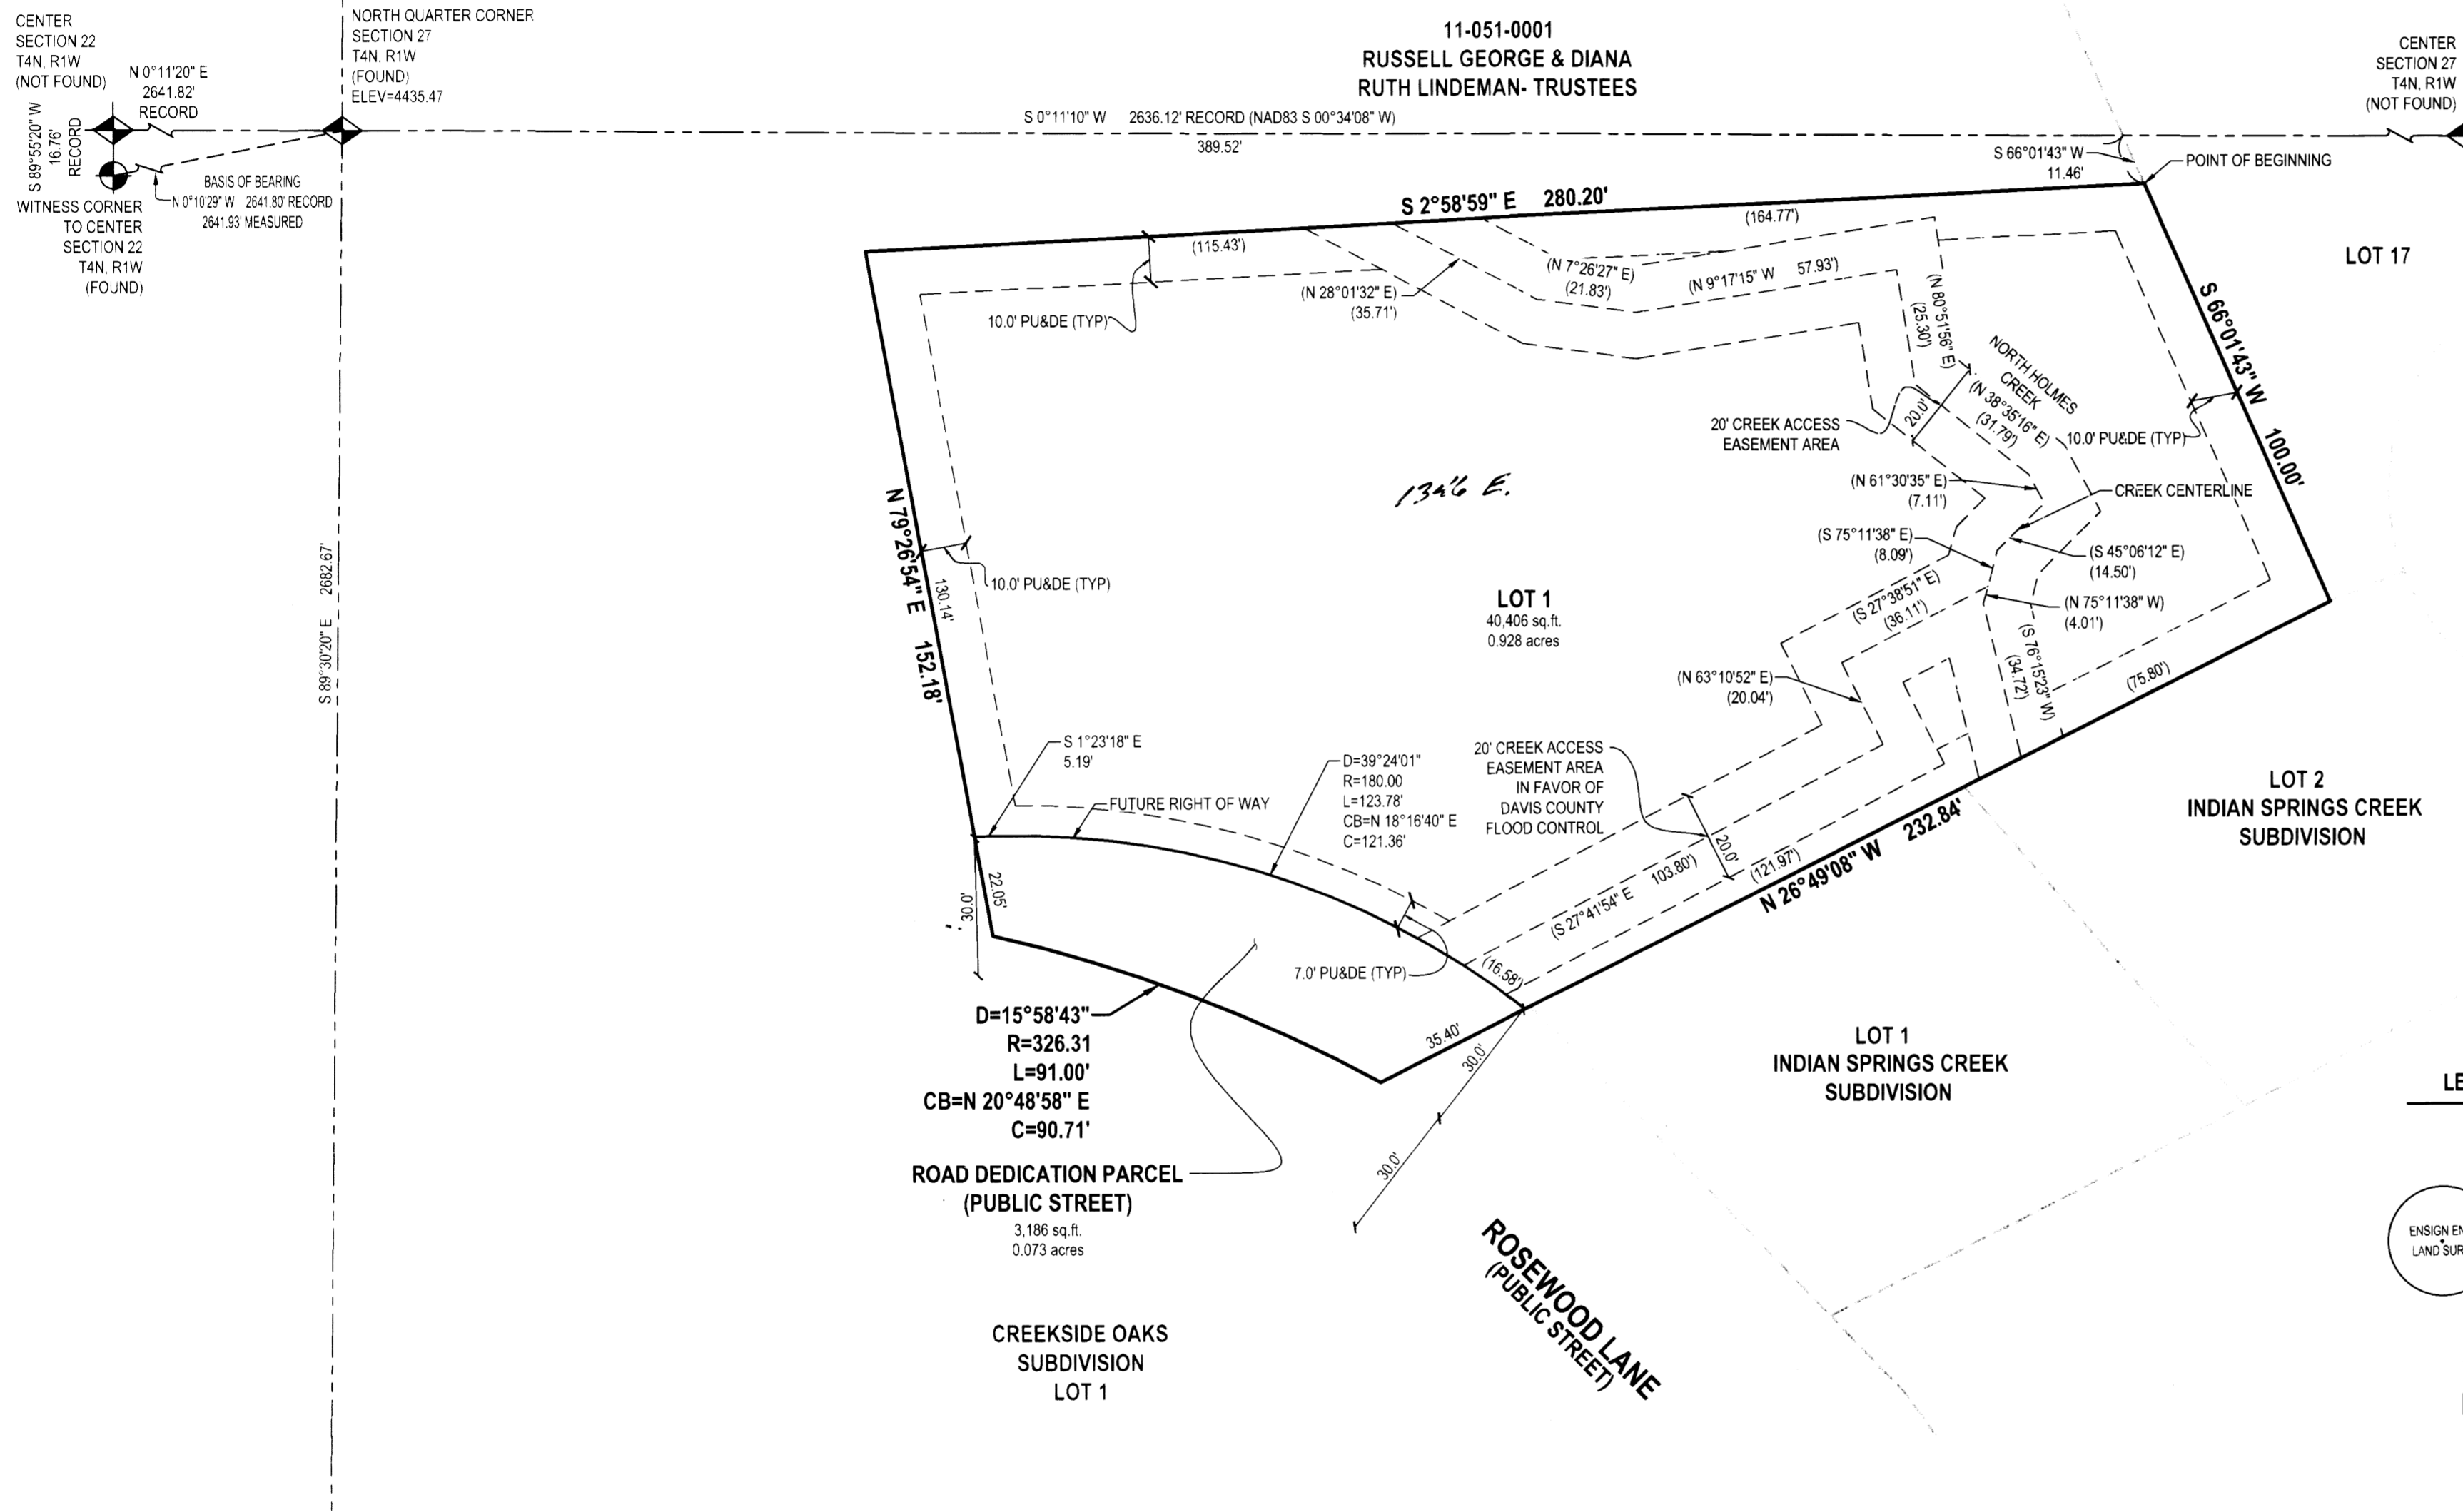 CENTER
SECTION 22
T4N, R1W
(NOT FOUND)
N 0°11'20" E
2641.82'
RECORD
S 89°55'20" W
16.76'
RECORD
NORTH QUARTER CORNER
SECTION 27
T4N, R1W
(FOUND)
ELEV=4435.47
BASIS OF BEARING
N 0°10'29" W 2641.80' RECORD
2641.93' MEASURED
WITNESS CORNER
TO CENTER
SECTION 22
T4N, R1W
(FOUND)
11-051-0001
RUSSELL GEORGE & DIANA
RUTH LINDEMAN- TRUSTEES
S 0°11'10" W 2636.12' RECORD (NAD83 S 00°34'08" W)
389.52'
CENTER
SECTION 27
T4N, R1W
(NOT FOUND)
S 66°01'43" W
11.46'
POINT OF BEGINNING
LOT 17
S 2°58'59" E 280.20'
(115.43')
(164.77')
10.0' PU&DE (TYP)
(N 28°01'32" E)
(35.71')
(N 7°26'27" E)
(21.83')
(N 9°17'15" W 57.93')
(N 80°51'56" E)
(25.30')
NORTH HOLMES
CREEK
(N 38°35'16" E)
(31.79')
20.0'
20' CREEK ACCESS
EASEMENT AREA
10.0' PU&DE (TYP)
S 66°01'43" W 100.00'
(N 61°30'35" E)
(7.11')
CREEK CENTERLINE
(S 75°11'38" E)
(8.09')
(S 45°06'12" E)
(14.50')
(N 75°11'38" W)
(4.01')
(S 27°38'51" E)
(36.11')
(S 76°15'23" W)
(34.72')
(75.80')
(N 63°10'52" E)
(20.04')
1346 E.
LOT 1
40,406 sq.ft.
0.928 acres
S 89°30'20" E 2682.67'
N 79°26'54" E 152.18'
130.14'
10.0' PU&DE (TYP)
S 1°23'18" E
5.19'
FUTURE RIGHT OF WAY
D=39°24'01"
R=180.00
L=123.78'
CB=N 18°16'40" E
C=121.36'
20' CREEK ACCESS
EASEMENT AREA
IN FAVOR OF
DAVIS COUNTY
FLOOD CONTROL
20.0'
(121.97')
(S 27°41'54" E 103.80')
N 26°49'08" W 232.84'
LOT 2
INDIAN SPRINGS CREEK
SUBDIVISION
22.05'
30.0'
7.0' PU&DE (TYP)
(16.58')
35.40'
30.0'
30.0'
D=15°58'43"
R=326.31
L=91.00'
CB=N 20°48'58" E
C=90.71'
ROAD DEDICATION PARCEL
(PUBLIC STREET)
3,186 sq.ft.
0.073 acres
LOT 1
INDIAN SPRINGS CREEK
SUBDIVISION
LE
ENSIGN EN
LAND SUR
ROSEWOOD LANE
(PUBLIC STREET)
CREEKSIDE OAKS
SUBDIVISION
LOT 1